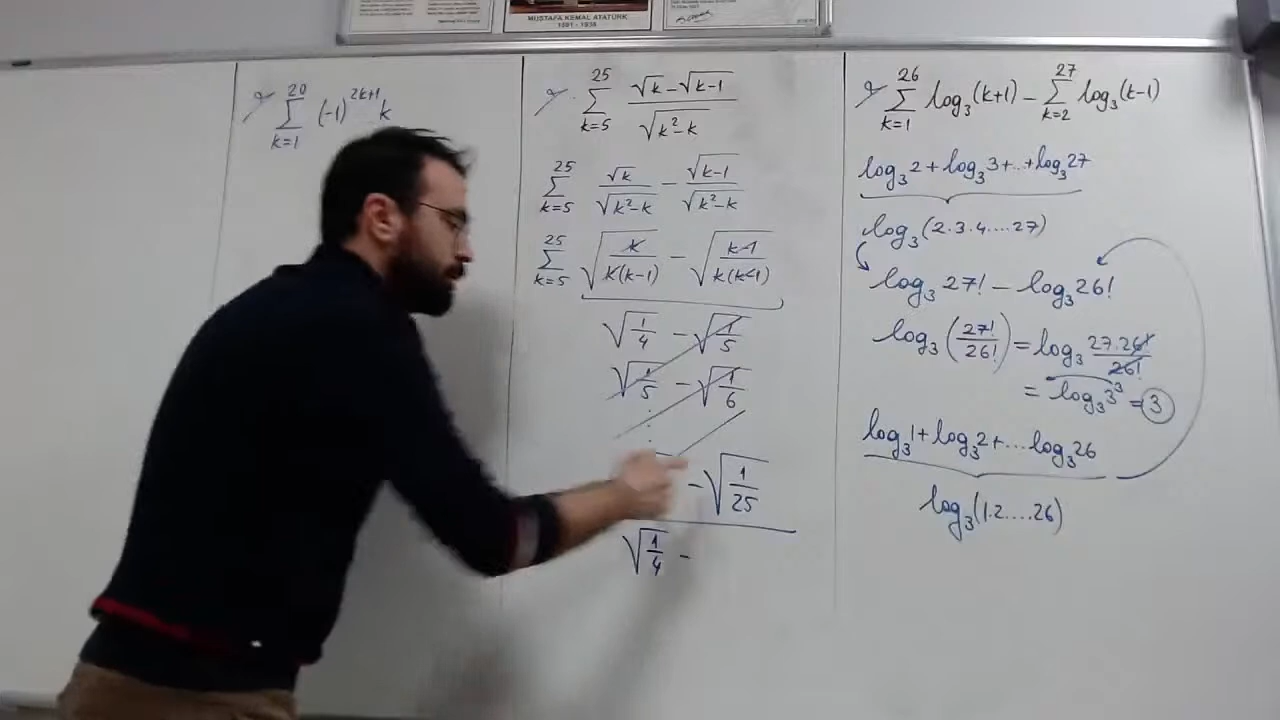 MUSTAFA KEMAL ATATÜRK
1881 - 1938
∑_{k=1}^{20} (-1)^{2k+1} k
∑_{k=5}^{25} (√k - √(k-1)) / √(k²-k)
∑_{k=5}^{25} √k/√(k²-k) - √(k-1)/√(k²-k)
∑_{k=5}^{25} √(k/(k(k-1))) - √((k-1)/(k(k-1)))
√(1/4) - √(1/5)
√(1/5) - √(1/6)
- √(1/25)
√(1/4) -
∑_{k=1}^{26} log₃(k+1) - ∑_{k=2}^{27} log₃(k-1)
log₃2 + log₃3 + ... + log₃27
log₃(2.3.4....27)
log₃27! - log₃26!
log₃(27!/26!) = log₃ 27.26!/26!
= log₃3³ = 3
log₃1 + log₃2 + ... log₃26
log₃(1.2....26)